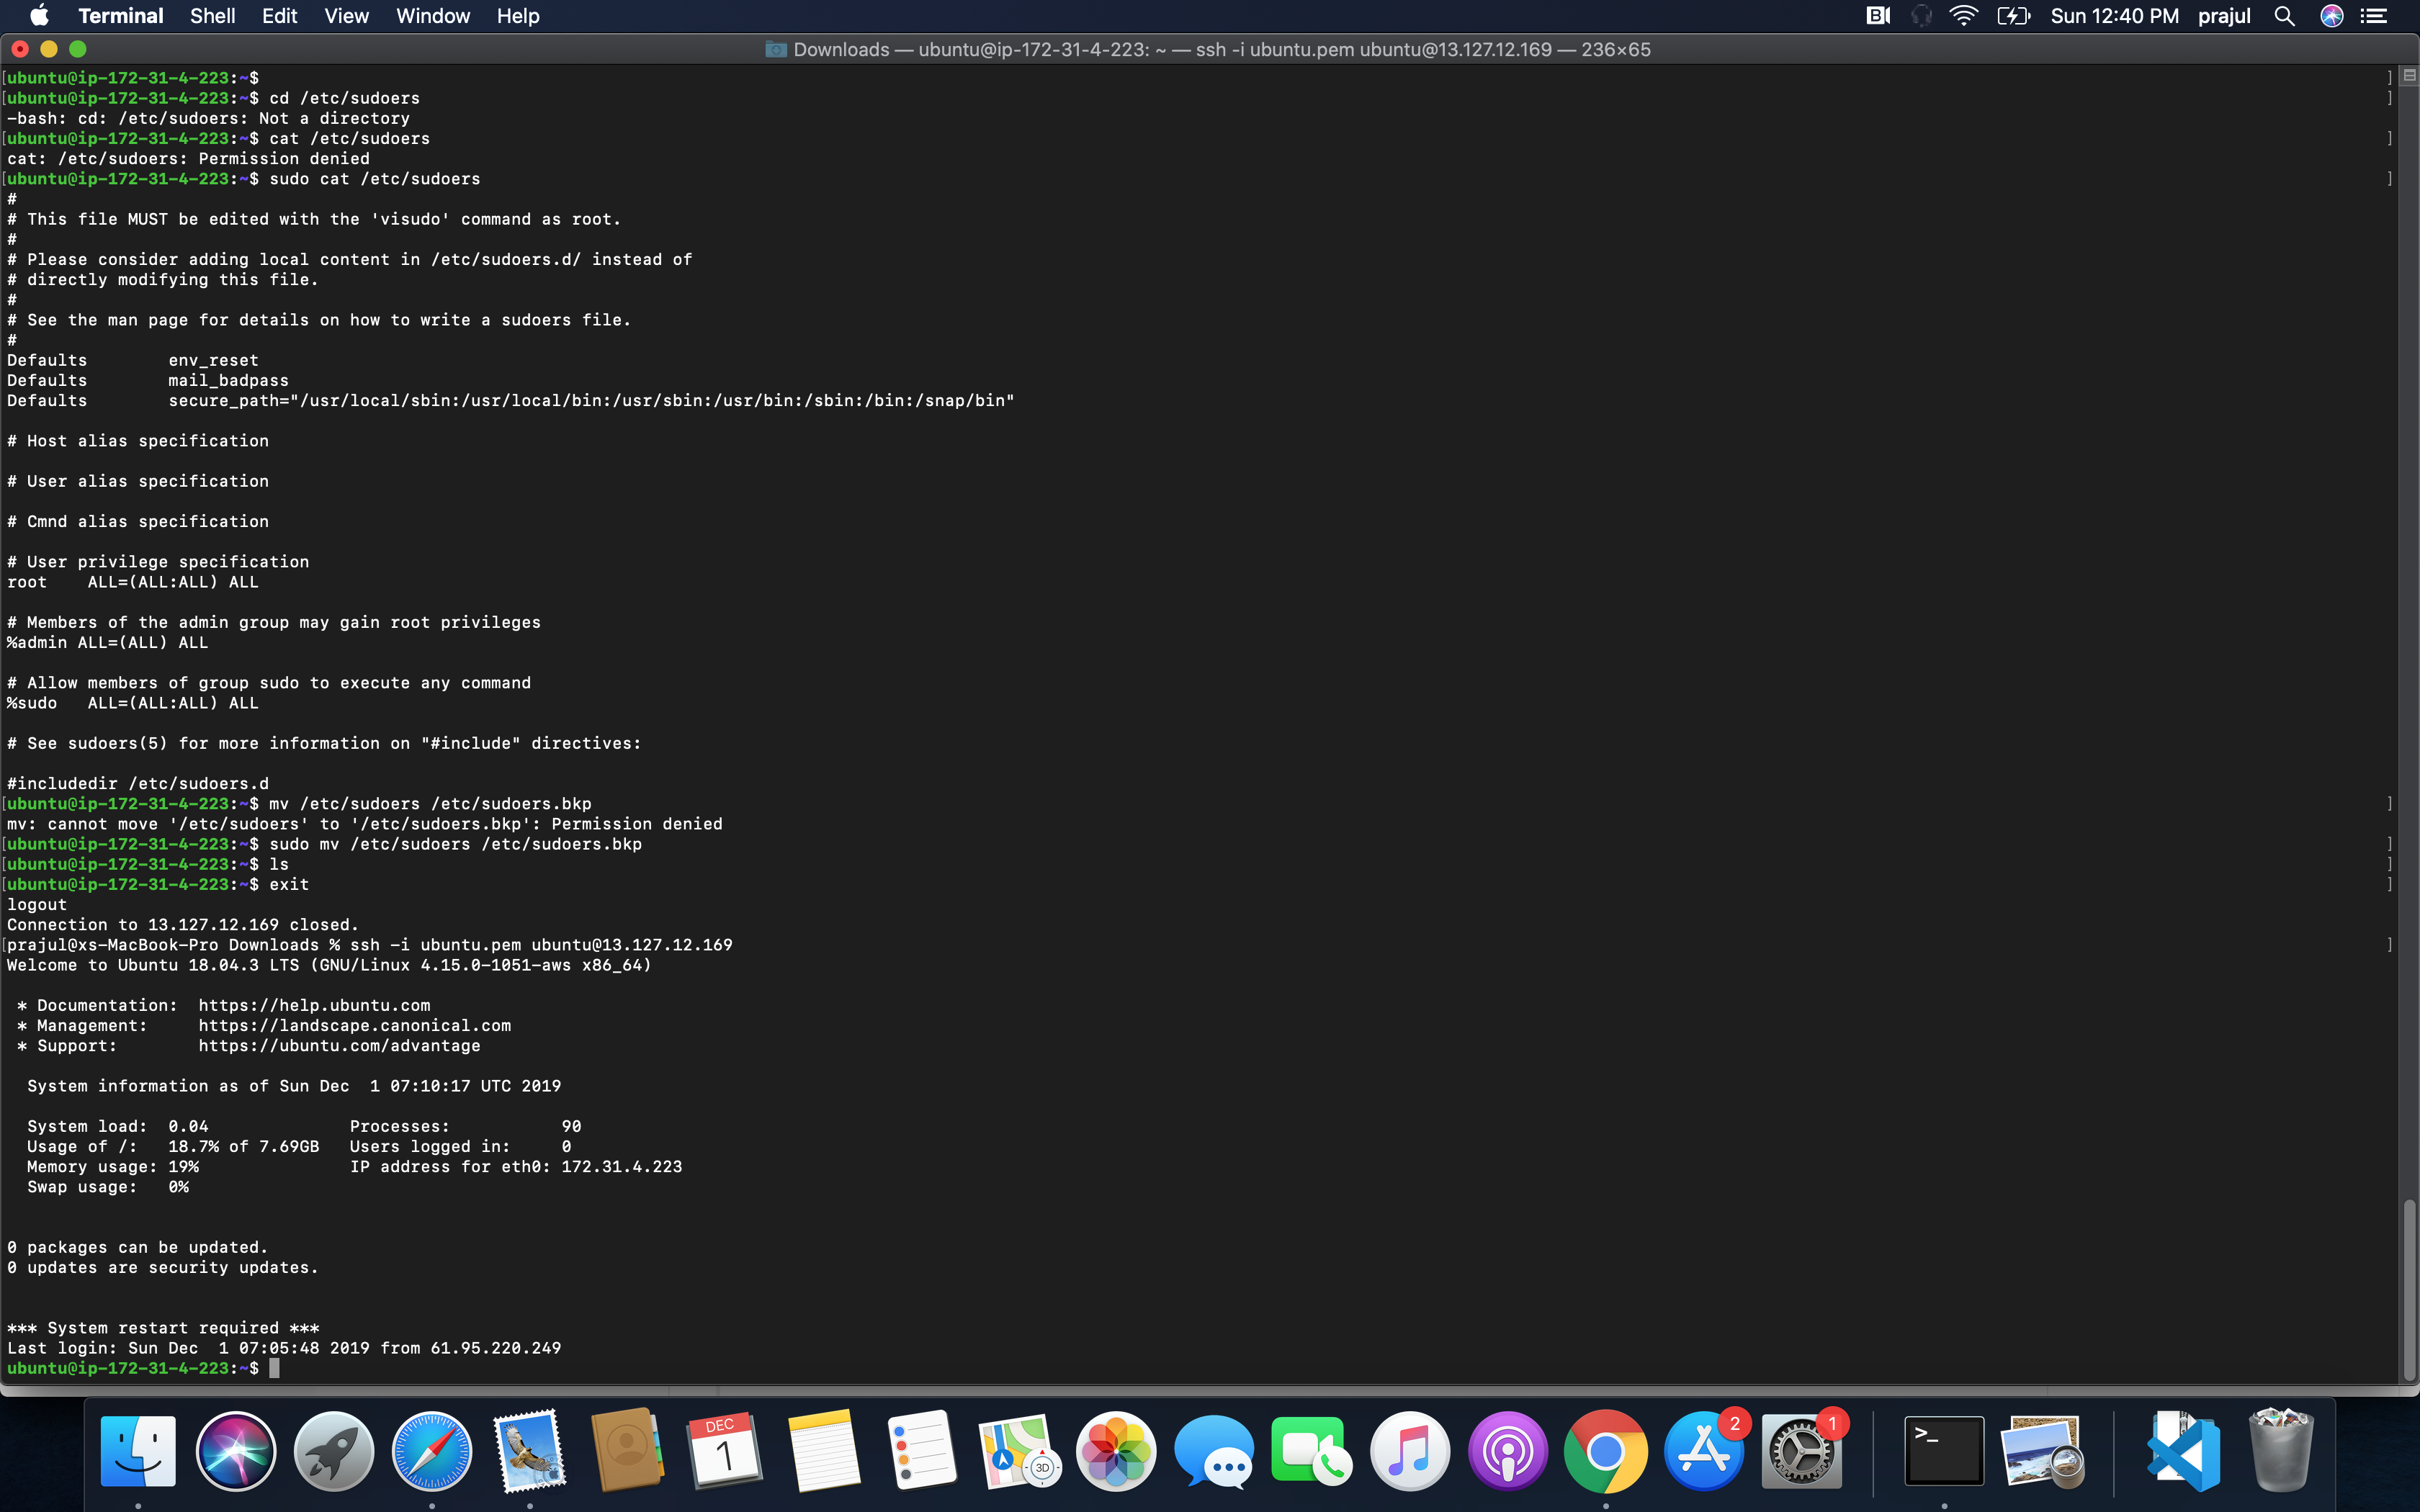 Terminal Shell Edit View Window Help Sun 12:40 PM prajul
Downloads — ubuntu@ip-172-31-4-223: ~ — ssh -i ubuntu.pem ubuntu@13.127.12.169 — 236×65
[ubuntu@ip-172-31-4-223:~$ ]
[ubuntu@ip-172-31-4-223:~$ cd /etc/sudoers ]
-bash: cd: /etc/sudoers: Not a directory
[ubuntu@ip-172-31-4-223:~$ cat /etc/sudoers ]
cat: /etc/sudoers: Permission denied
[ubuntu@ip-172-31-4-223:~$ sudo cat /etc/sudoers ]
#
# This file MUST be edited with the 'visudo' command as root.
#
# Please consider adding local content in /etc/sudoers.d/ instead of
# directly modifying this file.
#
# See the man page for details on how to write a sudoers file.
#
Defaults        env_reset
Defaults        mail_badpass
Defaults        secure_path="/usr/local/sbin:/usr/local/bin:/usr/sbin:/usr/bin:/sbin:/bin:/snap/bin"
# Host alias specification
# User alias specification
# Cmnd alias specification
# User privilege specification
root    ALL=(ALL:ALL) ALL
# Members of the admin group may gain root privileges
%admin ALL=(ALL) ALL
# Allow members of group sudo to execute any command
%sudo   ALL=(ALL:ALL) ALL
# See sudoers(5) for more information on "#include" directives:
#includedir /etc/sudoers.d
[ubuntu@ip-172-31-4-223:~$ mv /etc/sudoers /etc/sudoers.bkp ]
mv: cannot move '/etc/sudoers' to '/etc/sudoers.bkp': Permission denied
[ubuntu@ip-172-31-4-223:~$ sudo mv /etc/sudoers /etc/sudoers.bkp ]
[ubuntu@ip-172-31-4-223:~$ ls ]
[ubuntu@ip-172-31-4-223:~$ exit ]
logout
Connection to 13.127.12.169 closed.
[prajul@xs-MacBook-Pro Downloads % ssh -i ubuntu.pem ubuntu@13.127.12.169 ]
Welcome to Ubuntu 18.04.3 LTS (GNU/Linux 4.15.0-1051-aws x86_64)
* Documentation:  https://help.ubuntu.com
* Management:     https://landscape.canonical.com
* Support:        https://ubuntu.com/advantage
System information as of Sun Dec  1 07:10:17 UTC 2019
System load:  0.04              Processes:           90
Usage of /:   18.7% of 7.69GB   Users logged in:     0
Memory usage: 19%               IP address for eth0: 172.31.4.223
Swap usage:   0%
0 packages can be updated.
0 updates are security updates.
*** System restart required ***
Last login: Sun Dec  1 07:05:48 2019 from 61.95.220.249
ubuntu@ip-172-31-4-223:~$
DEC
1
3D
2
1
>_